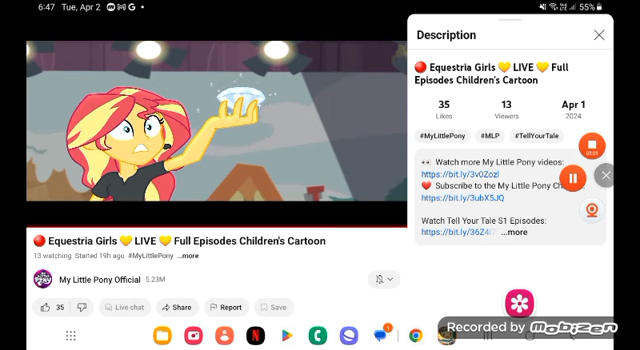 6:47 Tue, Apr 2
55%
Description
🔴 Equestria Girls 💛 LIVE 💛 Full
Episodes Children's Cartoon
35 13 Apr 1
Likes Viewers 2024
#MyLittlePony #MLP #TellYourTale
👀 Watch more My Little Pony videos:
https://bit.ly/3v0Zozl
❤️ Subscribe to the My Little Pony Ch
https://bit.ly/3ubX5JQ
Watch Tell Your Tale S1 Episodes:
https://bit.ly/36Z4 ...more
🔴 Equestria Girls 💛 LIVE 💛 Full Episodes Children's Cartoon
13 watching Started 19h ago #MyLittlePony ...more
My Little Pony Official 5.23M
35 Live chat Share Report Save
Recorded by Mobizen